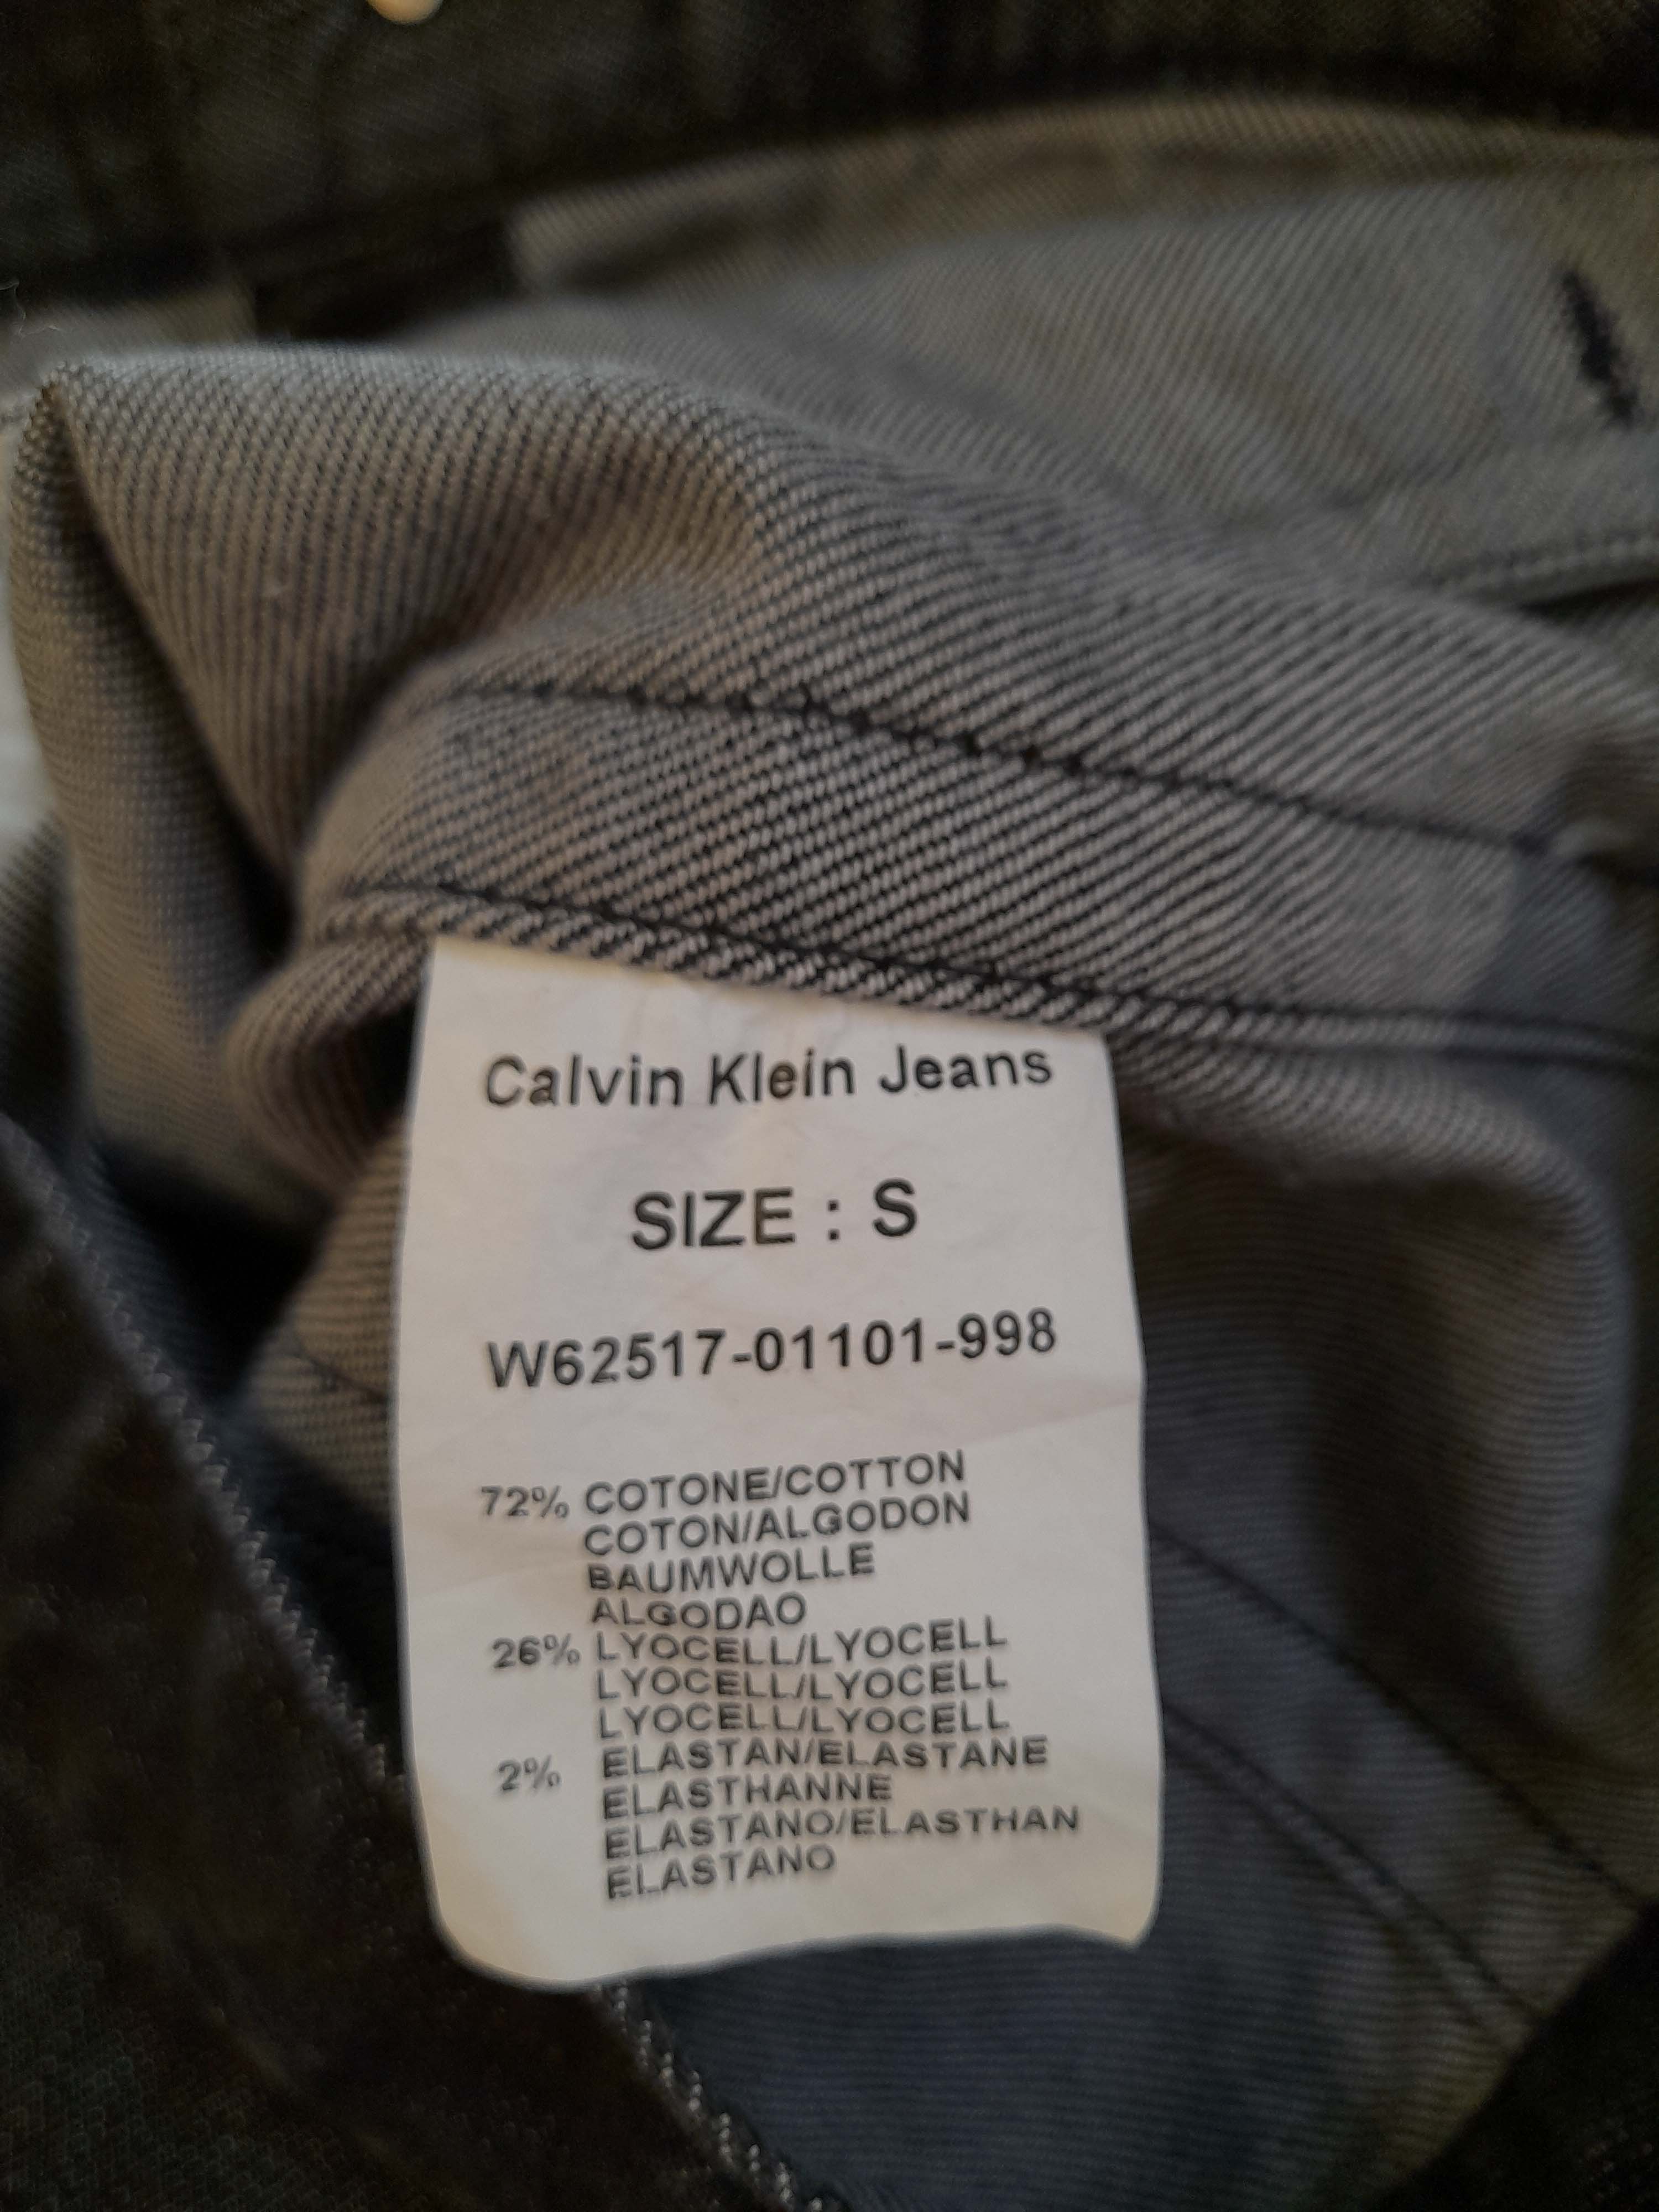 Calvin Klein Jeans
SIZE : S
W62517-01101-998
72% COTONE/COTTON
COTON/ALGODON
BAUMWOLLE
ALGODAO
26% LYOCELL/LYOCELL
LYOCELL/LYOCELL
LYOCELL/LYOCELL
2% ELASTAN/ELASTANE
ELASTHANNE
ELASTANO/ELASTHAN
ELASTANO